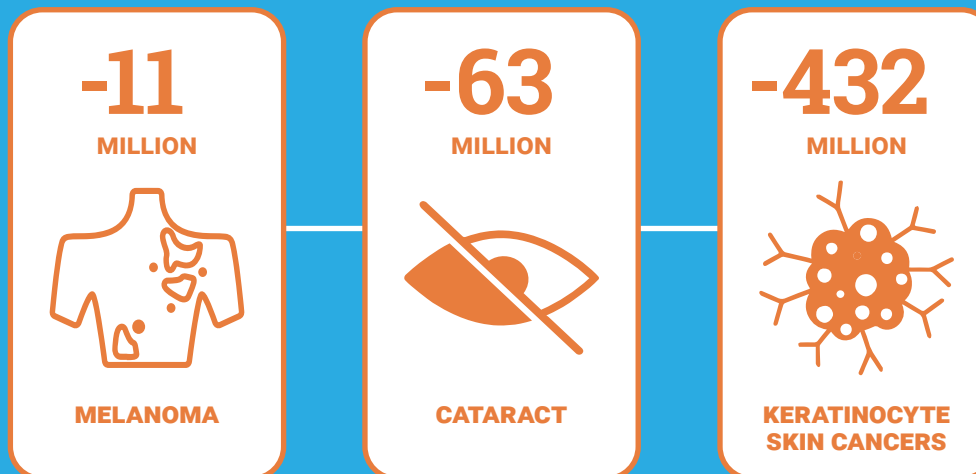 -11
MILLION
MELANOMA
-63
MILLION
CATARACT
-432
MILLION
KERATINOCYTE
SKIN CANCERS